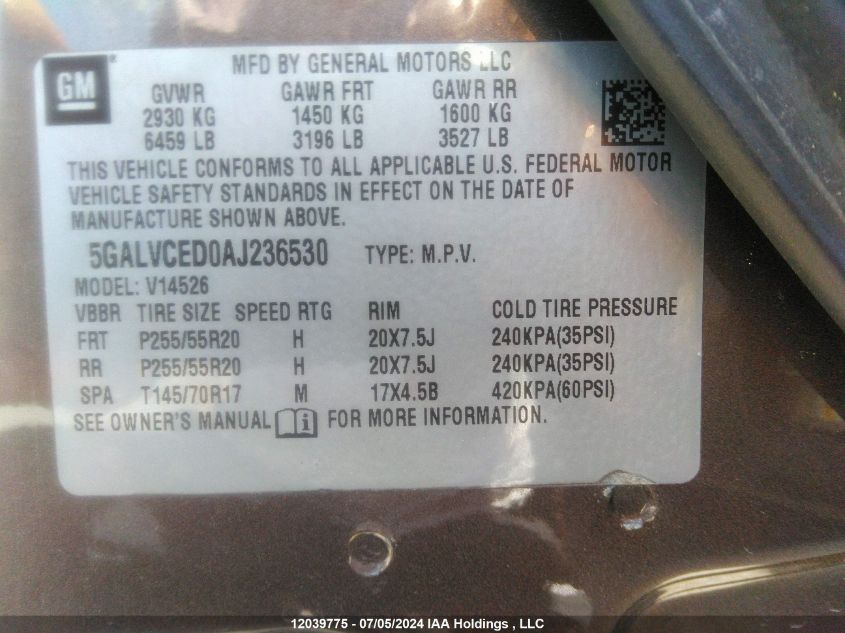 MFD BY GENERAL MOTORS LLC
GM
GVWR GAWR FRT GAWR RR
2930 KG 1450 KG 1600 KG
6459 LB 3196 LB 3527 LB
THIS VEHICLE CONFORMS TO ALL APPLICABLE U.S. FEDERAL MOTOR
VEHICLE SAFETY STANDARDS IN EFFECT ON THE DATE OF
MANUFACTURE SHOWN ABOVE.
5GALVCED0AJ236530 TYPE: M.P.V.
MODEL: V14526
VBBR TIRE SIZE SPEED RTG RIM COLD TIRE PRESSURE
FRT P255/55R20 H 20X7.5J 240KPA(35PSI)
RR P255/55R20 H 20X7.5J 240KPA(35PSI)
SPA T145/70R17 M 17X4.5B 420KPA(60PSI)
SEE OWNER'S MANUAL i FOR MORE INFORMATION.
12039775 - 07/05/2024 IAA Holdings , LLC